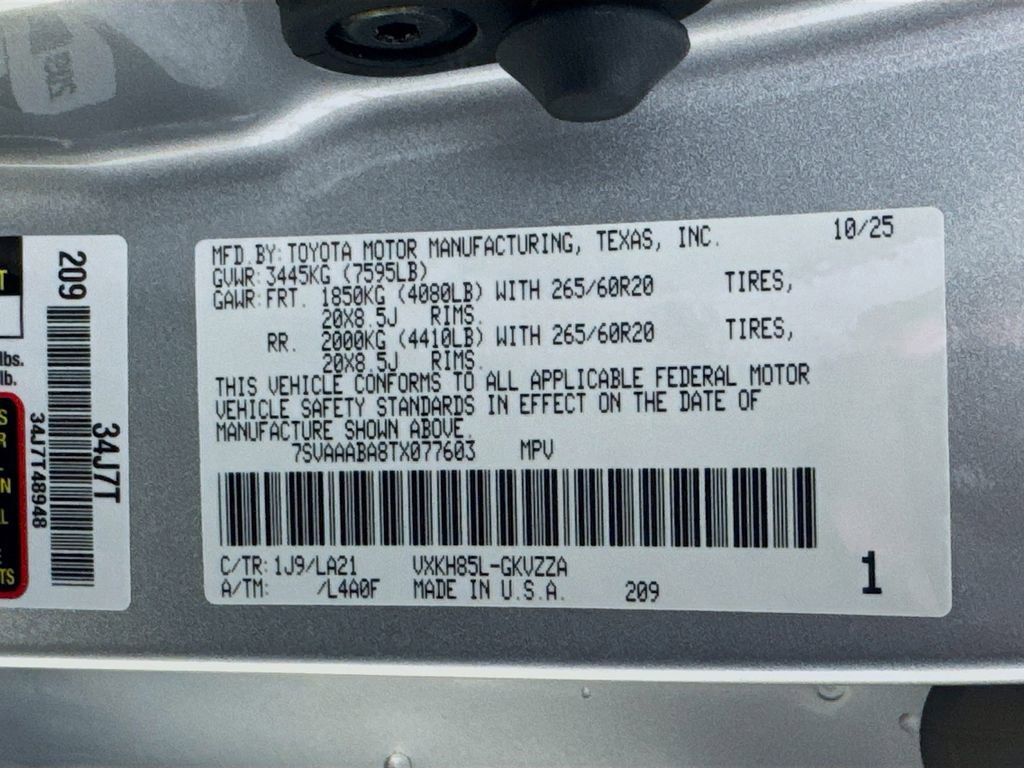 MFD.BY:TOYOTA MOTOR MANUFACTURING, TEXAS, INC. 10/25
GVWR:3445KG (7595LB)
GAWR:FRT. 1850KG (4080LB) WITH 265/60R20 TIRES,
20X8.5J RIMS.
RR. 2000KG (4410LB) WITH 265/60R20 TIRES,
20X8.5J RIMS.
THIS VEHICLE CONFORMS TO ALL APPLICABLE FEDERAL MOTOR
VEHICLE SAFETY STANDARDS IN EFFECT ON THE DATE OF
MANUFACTURE SHOWN ABOVE.
7SVAAABA8TX077603 MPV
C/TR:1J9/LA21 VXKH85L-GKVZZA
A/TM: /L4A0F MADE IN U.S.A. 209
1
209
34J7T
34J7T48948
lbs.
lb.